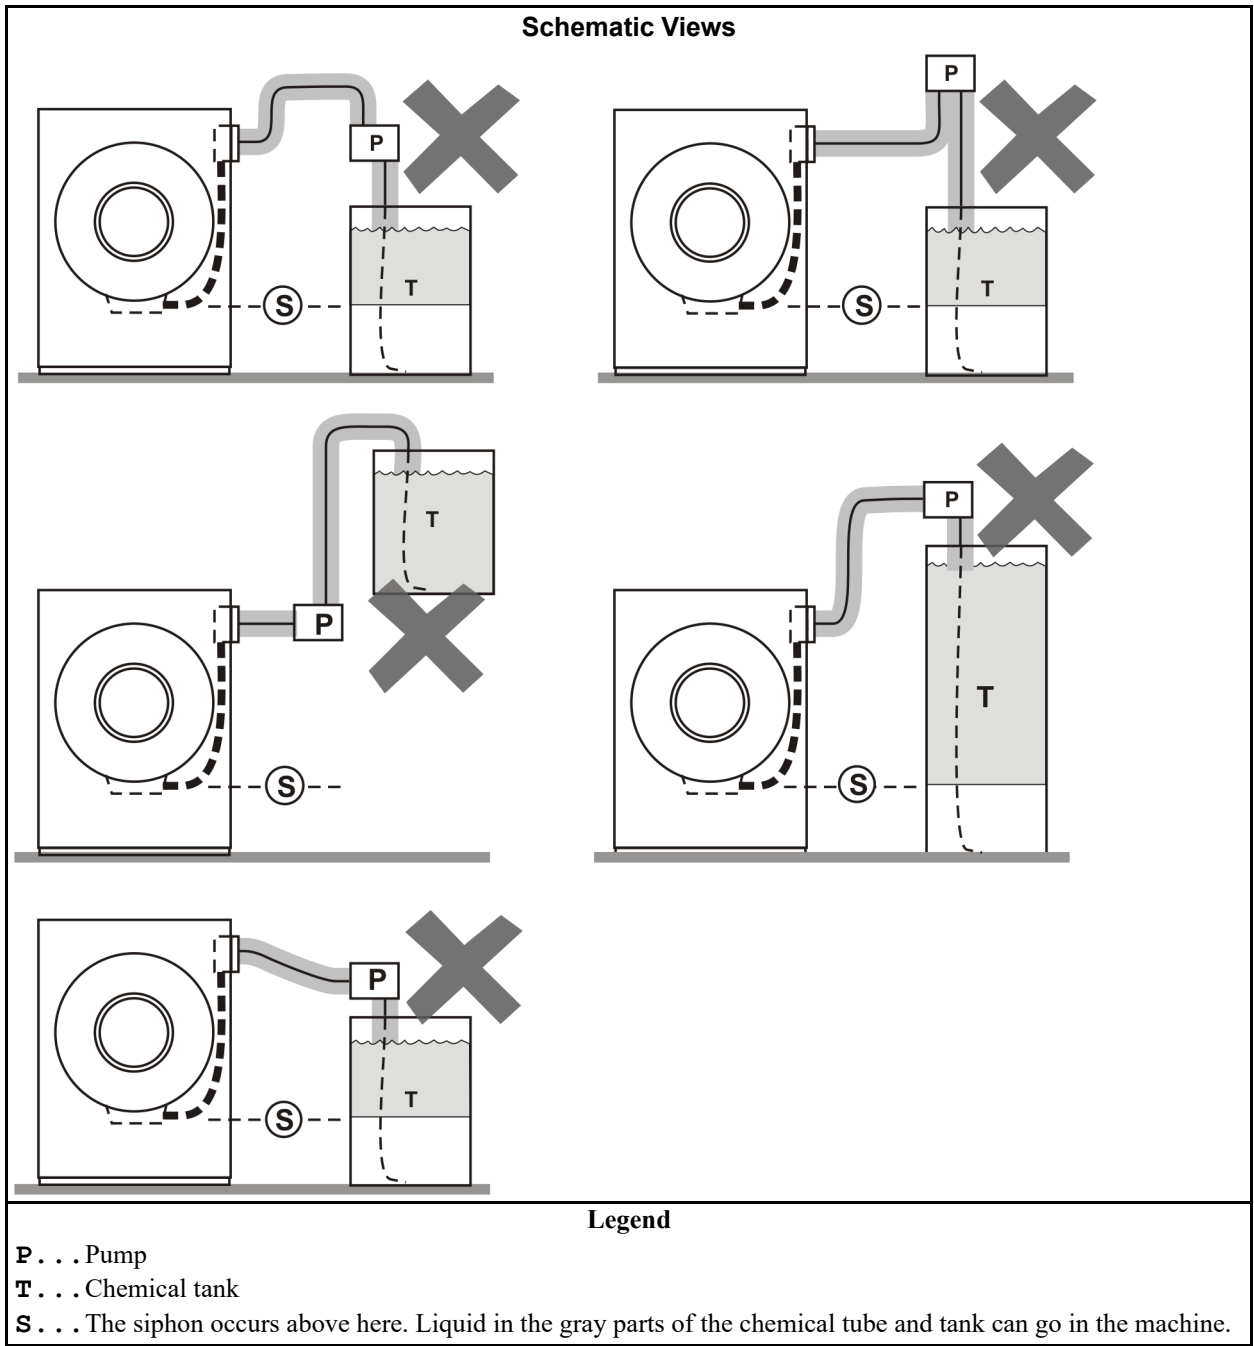 Schematic Views
P
T
S
P
T
S
T
P
S
P
T
S
P
T
S
Legend
P...Pump
T...Chemical tank
S...The siphon occurs above here. Liquid in the gray parts of the chemical tube and tank can go in the machine.